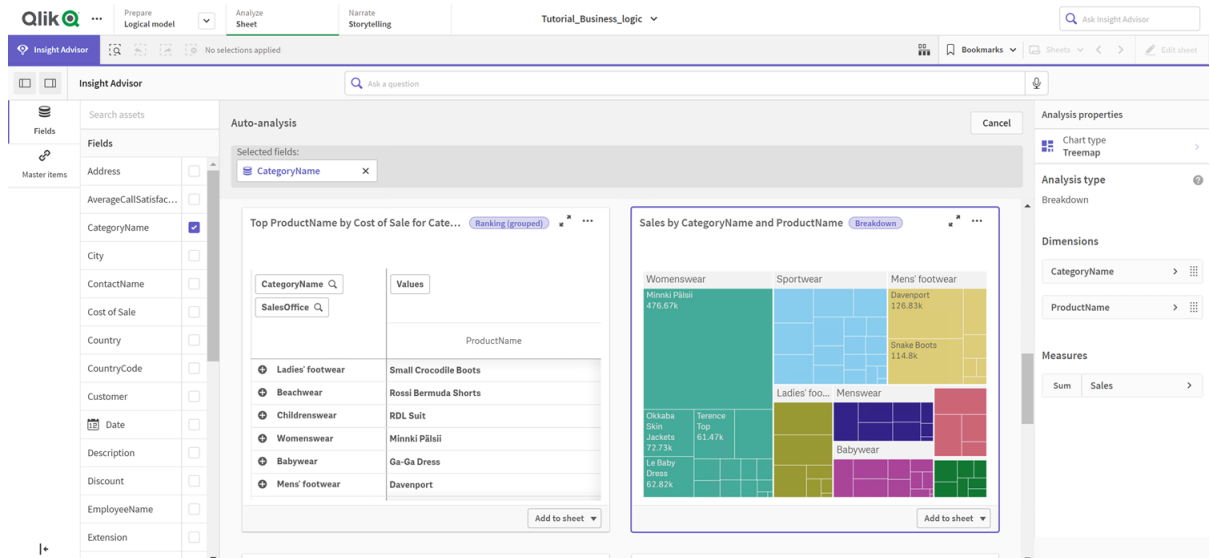 Qlik
Prepare
Logical model
Analyze
Sheet
Narrate
Storytelling
Tutorial_Business_logic
Ask Insight Advisor
Insight Advisor
No selections applied
Bookmarks
Sheets
Edit sheet
Insight Advisor
Ask a question
Fields
Master items
Search assets
Fields
Address
AverageCallSatisfac...
CategoryName
City
ContactName
Cost of Sale
Country
CountryCode
Customer
Date
Description
Discount
EmployeeName
Extension
Auto-analysis
Cancel
Selected fields:
CategoryName
Top ProductName by Cost of Sale for Cate... Ranking (grouped)
CategoryName
Values
SalesOffice
ProductName
Ladies' footwear Small Crocodile Boots
Beachwear Rossi Bermuda Shorts
Childrenswear RDL Suit
Womenswear Minnki Pälsii
Babywear Ga-Ga Dress
Mens' footwear Davenport
Add to sheet
Sales by CategoryName and ProductName Breakdown
Womenswear
Sportwear
Mens' footwear
Minnki Pälsii
476.67k
Davenport
126.83k
Snake Boots
114.8k
Ladies' foo...
Menswear
Okkaba
Skin
Jackets
72.73k
Terence
Top
61.47k
Babywear
Le Baby
Dress
62.82k
Add to sheet
Analysis properties
Chart type
Treemap
Analysis type
Breakdown
Dimensions
CategoryName
ProductName
Measures
Sum Sales